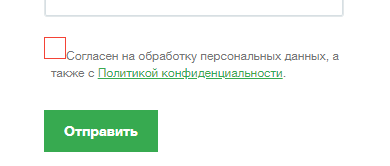 Согласен на обработку персональных данных, а
также с Политикой конфиденциальности.
Отправить